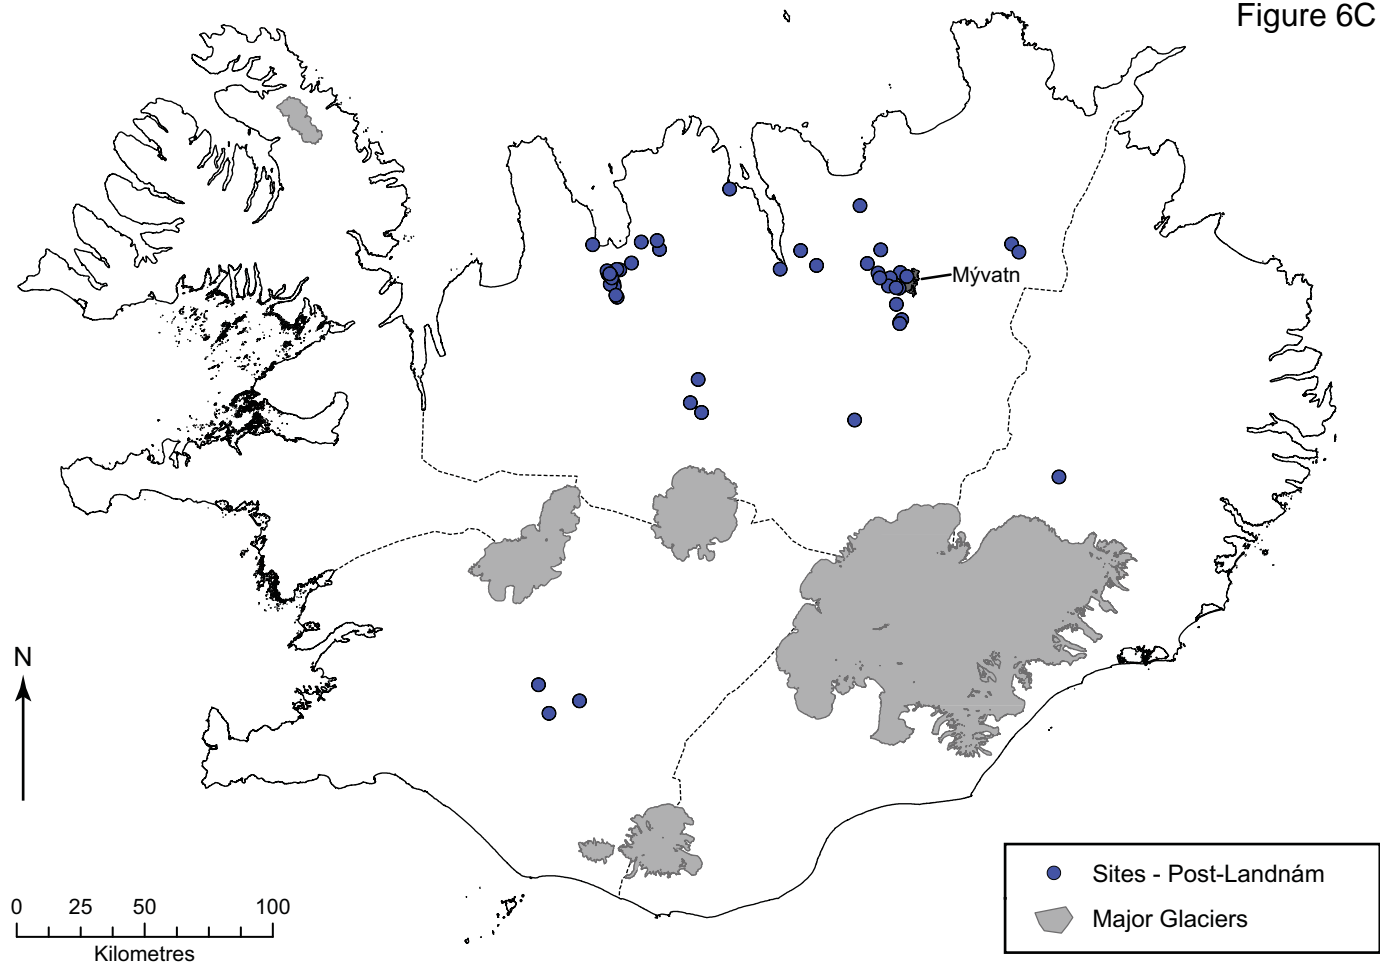 Figure 6C
Mývatn
N
0 25 50 100
Kilometres
Sites - Post-Landnám
Major Glaciers